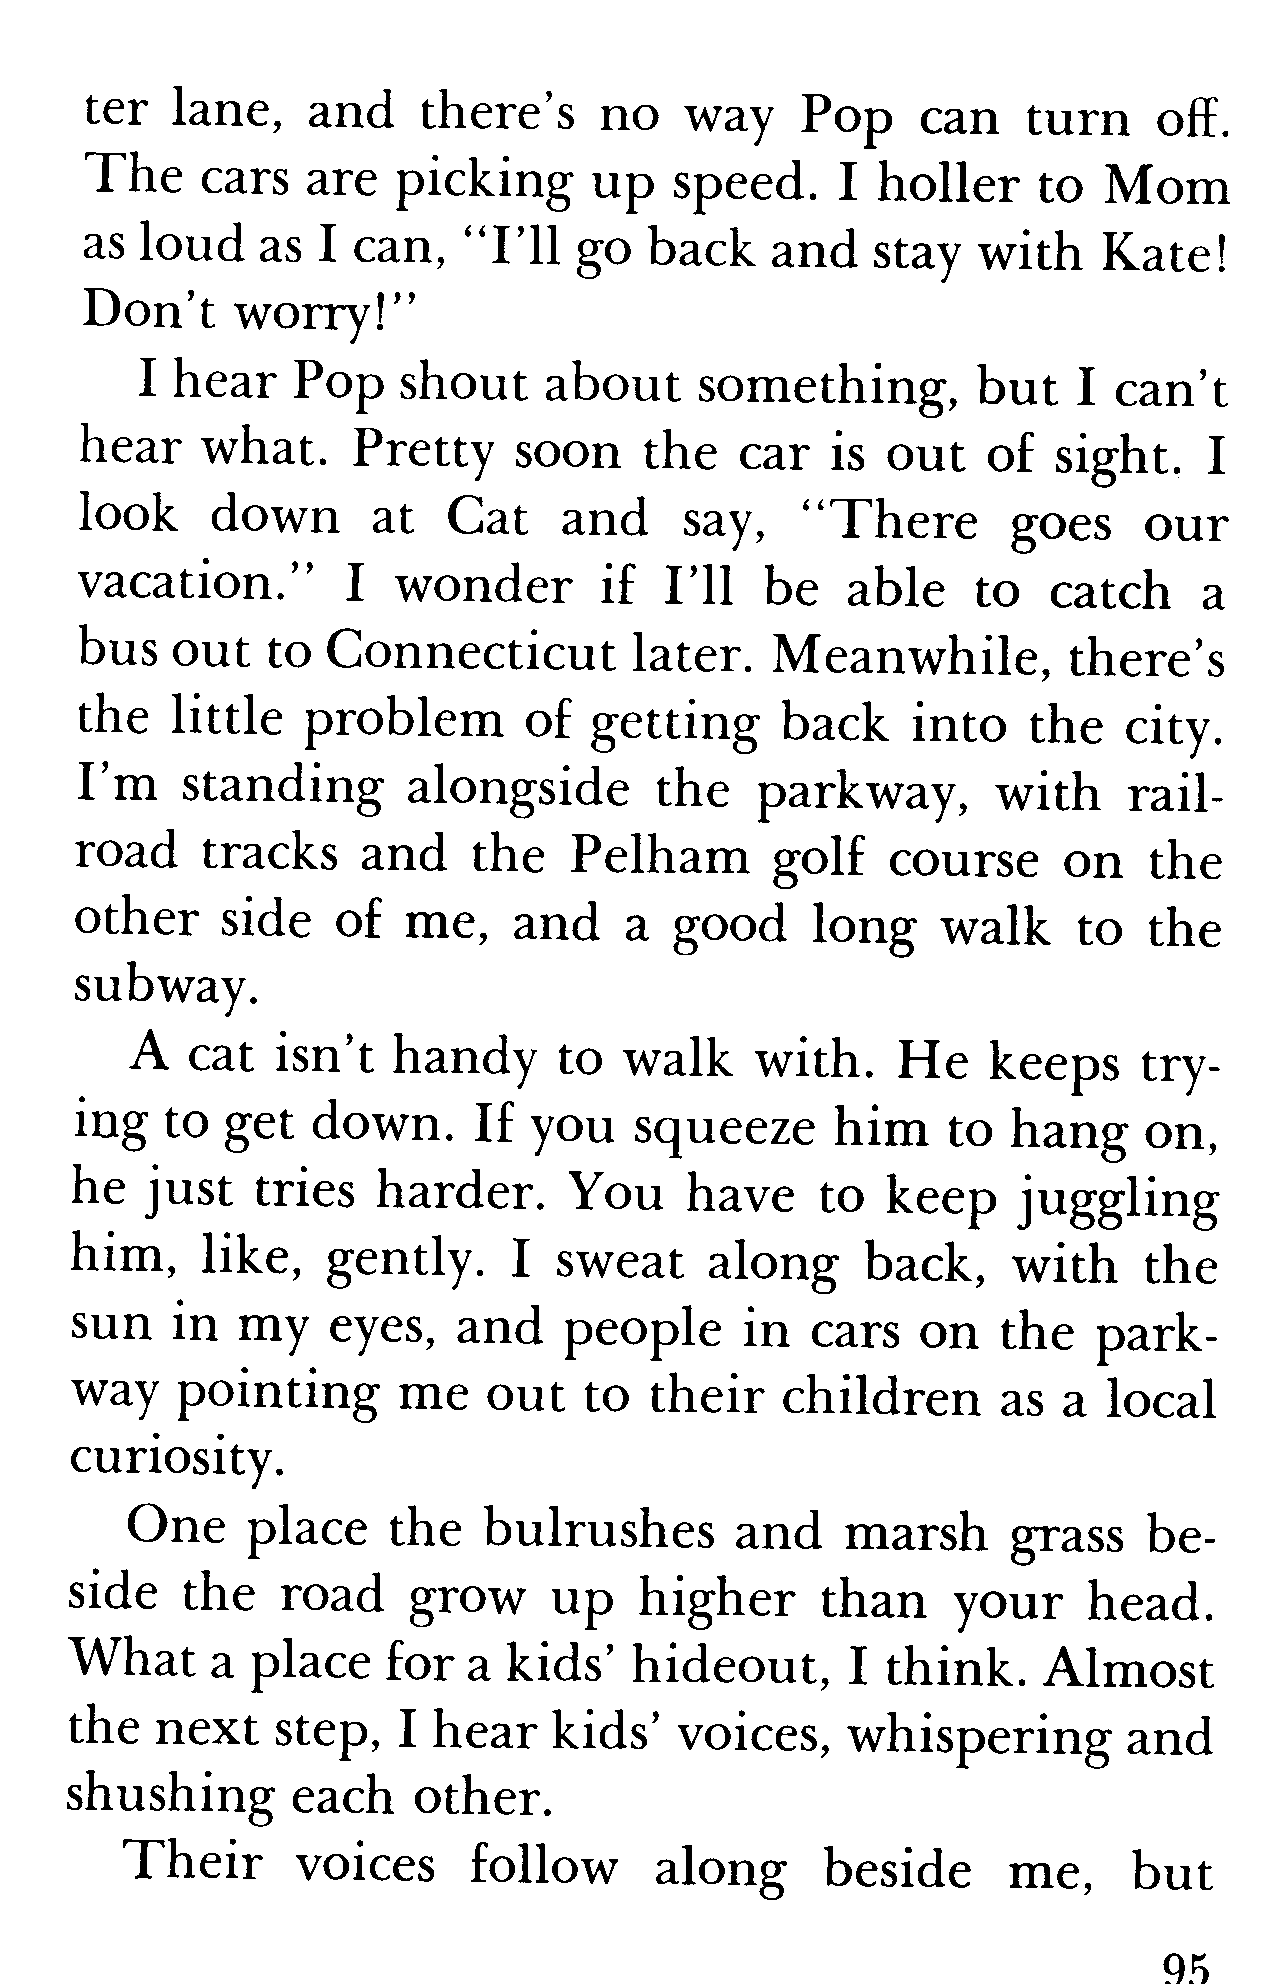 ter lane, and there's no way Pop can turn off.
The cars are picking up speed. I holler to Mom
as loud as I can, "I'll go back and stay with Kate!
Don't worry!"
I hear Pop shout about something, but I can't
hear what. Pretty soon the car is out of sight. I
look down at Cat and say, "There goes our
vacation." I wonder if I'll be able to catch a
bus out to Connecticut later. Meanwhile, there's
the little problem of getting back into the city.
I'm standing alongside the parkway, with rail-
road tracks and the Pelham golf course on the
other side of me, and a good long walk to the
subway.
A cat isn't handy to walk with. He keeps try-
ing to get down. If you squeeze him to hang on,
he just tries harder. You have to keep juggling
him, like, gently. I sweat along back, with the
sun in my eyes, and people in cars on the park-
way pointing me out to their children as a local
curiosity.
One place the bulrushes and marsh grass be-
side the road grow up higher than your head.
What a place for a kids' hideout, I think. Almost
the next step, I hear kids' voices, whispering and
shushing each other.
Their voices follow along beside me, but
95